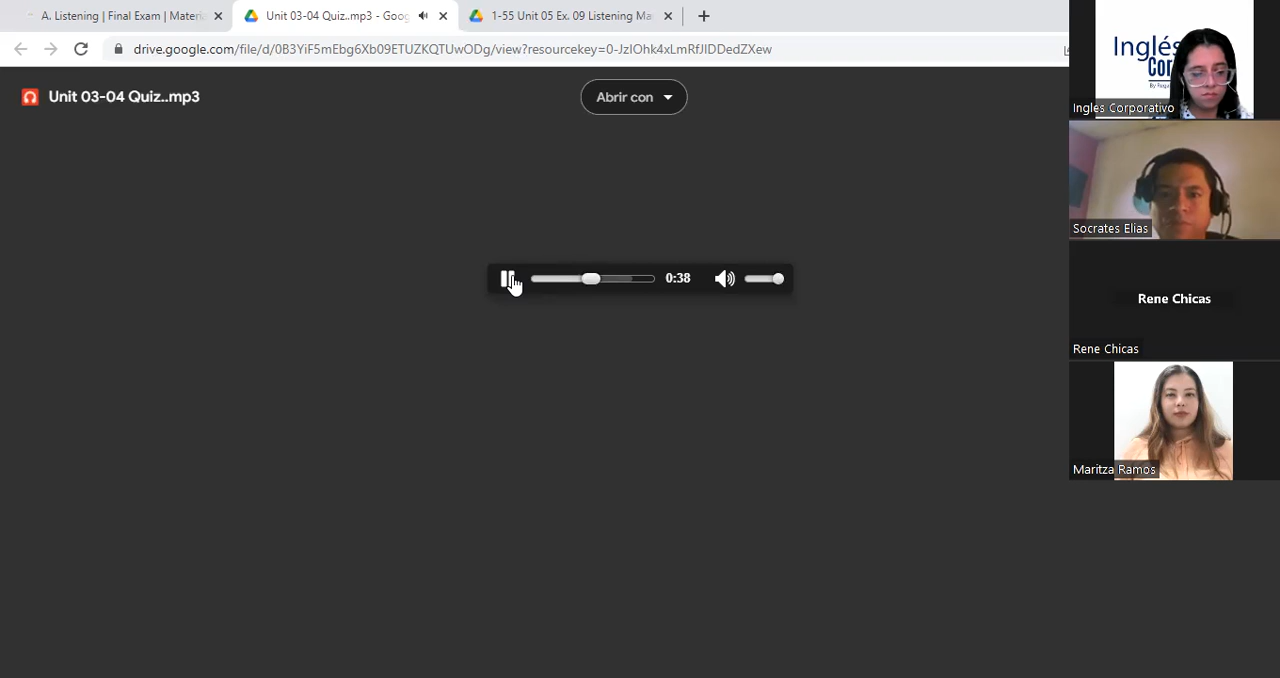 A. Listening | Final Exam | Materi
Unit 03-04 Quiz..mp3 - Goog
1-55 Unit 05 Ex. 09 Listening Ma
drive.google.com/file/d/0B3YiF5mEbg6Xb09ETUZKQTUwODg/view?resourcekey=0-JzIOhk4xLmRfJIDDedZXew
Unit 03-04 Quiz..mp3
Abrir con
0:38
Inglés
Cor
Ingles Corporativo
Socrates Elias
Rene Chicas
Rene Chicas
Maritza Ramos